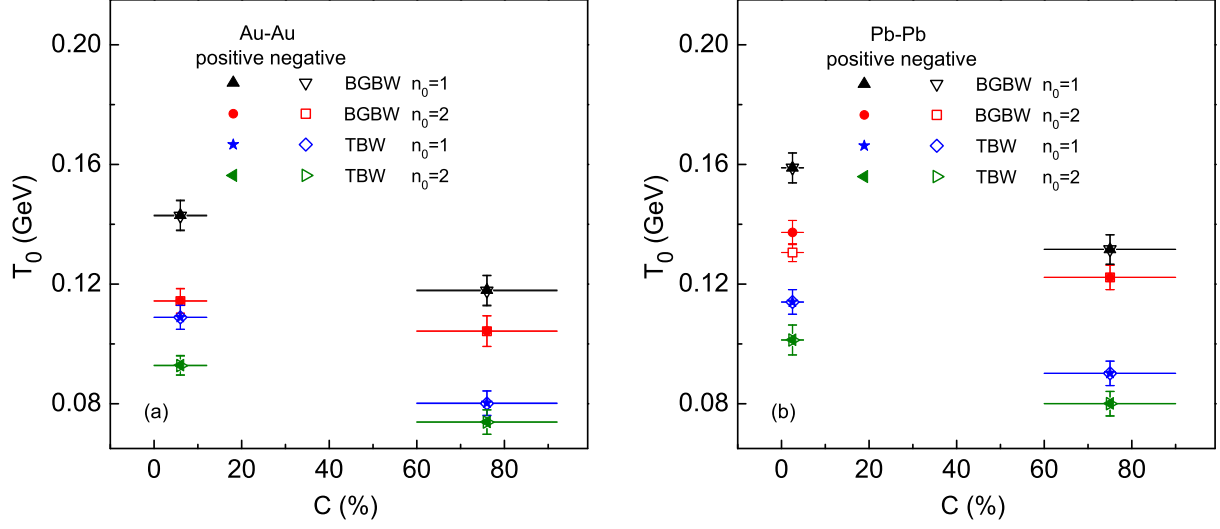 Au-Au
positive negative
BGBW n₀=1
BGBW n₀=2
TBW n₀=1
TBW n₀=2
0.20
0.16
0.12
0.08
T₀ (GeV)
(a)
0 20 40 60 80
C (%)
Pb-Pb
positive negative
BGBW n₀=1
BGBW n₀=2
TBW n₀=1
TBW n₀=2
0.20
0.16
0.12
0.08
T₀ (GeV)
(b)
0 20 40 60 80
C (%)